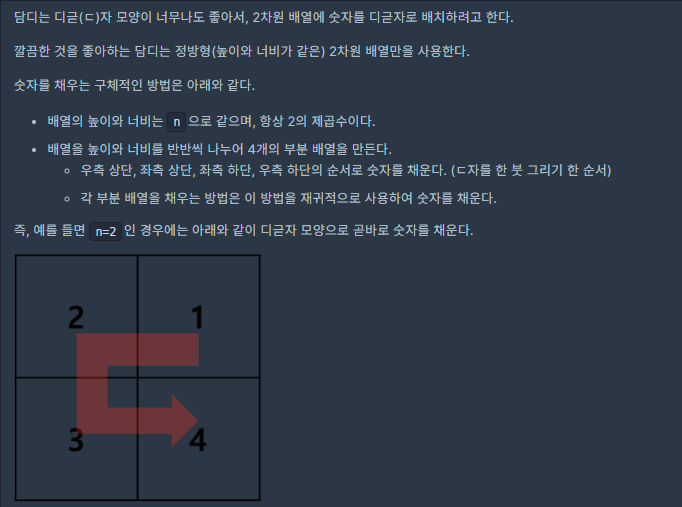 담디는 디귿(ㄷ)자 모양이 너무나도 좋아서, 2차원 배열에 숫자를 디귿자로 배치하려고 한다.
깔끔한 것을 좋아하는 담디는 정방형(높이와 너비가 같은) 2차원 배열만을 사용한다.
숫자를 채우는 구체적인 방법은 아래와 같다.
• 배열의 높이와 너비는 n 으로 같으며, 항상 2의 제곱수이다.
• 배열을 높이와 너비를 반반씩 나누어 4개의 부분 배열을 만든다.
◦ 우측 상단, 좌측 상단, 좌측 하단, 우측 하단의 순서로 숫자를 채운다. (ㄷ자를 한 붓 그리기 한 순서)
◦ 각 부분 배열을 채우는 방법은 이 방법을 재귀적으로 사용하여 숫자를 채운다.
즉, 예를 들면 n=2 인 경우에는 아래와 같이 디귿자 모양으로 곧바로 숫자를 채운다.
2 1
3 4